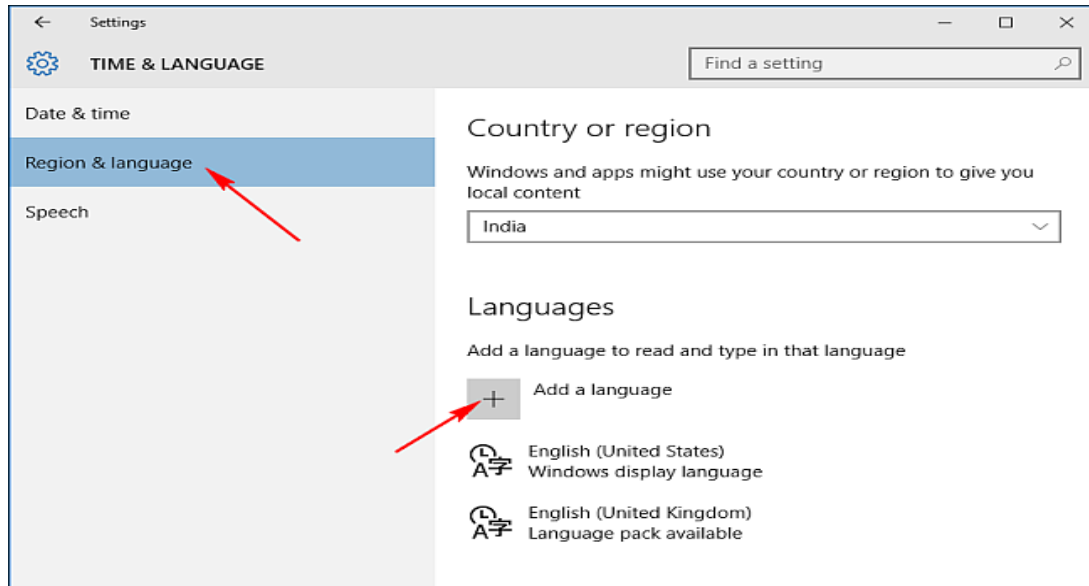 Settings
TIME & LANGUAGE
Find a setting
Date & time
Region & language
Speech
Country or region
Windows and apps might use your country or region to give you
local content
India
Languages
Add a language to read and type in that language
Add a language
English (United States)
Windows display language
English (United Kingdom)
Language pack available